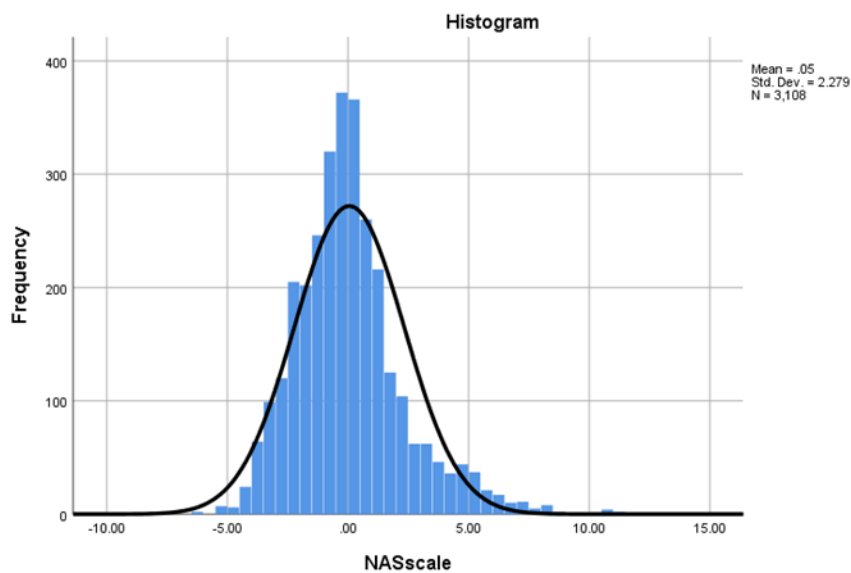 Histogram
400
300
200
100
0
Frequency
-10.00
-5.00
.00
5.00
10.00
15.00
NASscale
Mean = .05
Std. Dev. = 2.279
N = 3,108